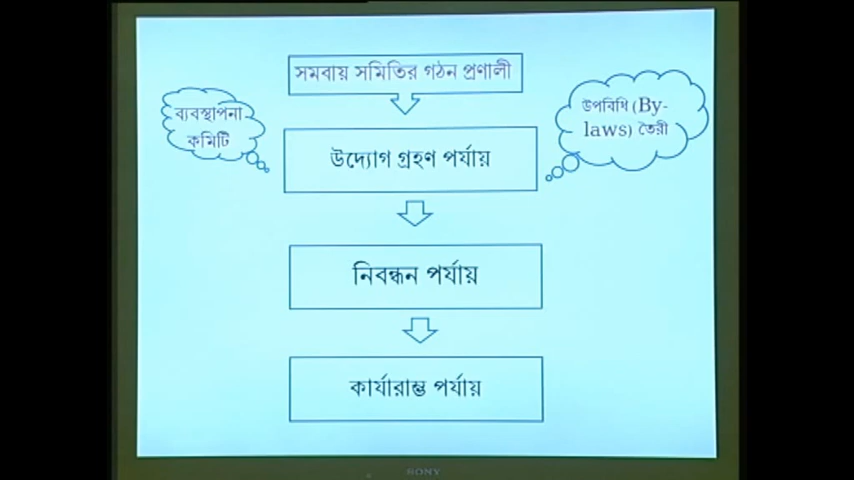 সমবায় সমিতির গঠন প্রণালী
ব্যবস্থাপনা
কমিটি
উপবিধি (By-
laws) তৈরী
উদ্যোগ গ্রহণ পর্যায়
নিবন্ধন পর্যায়
কার্যারাম্ভ পর্যায়
SONY